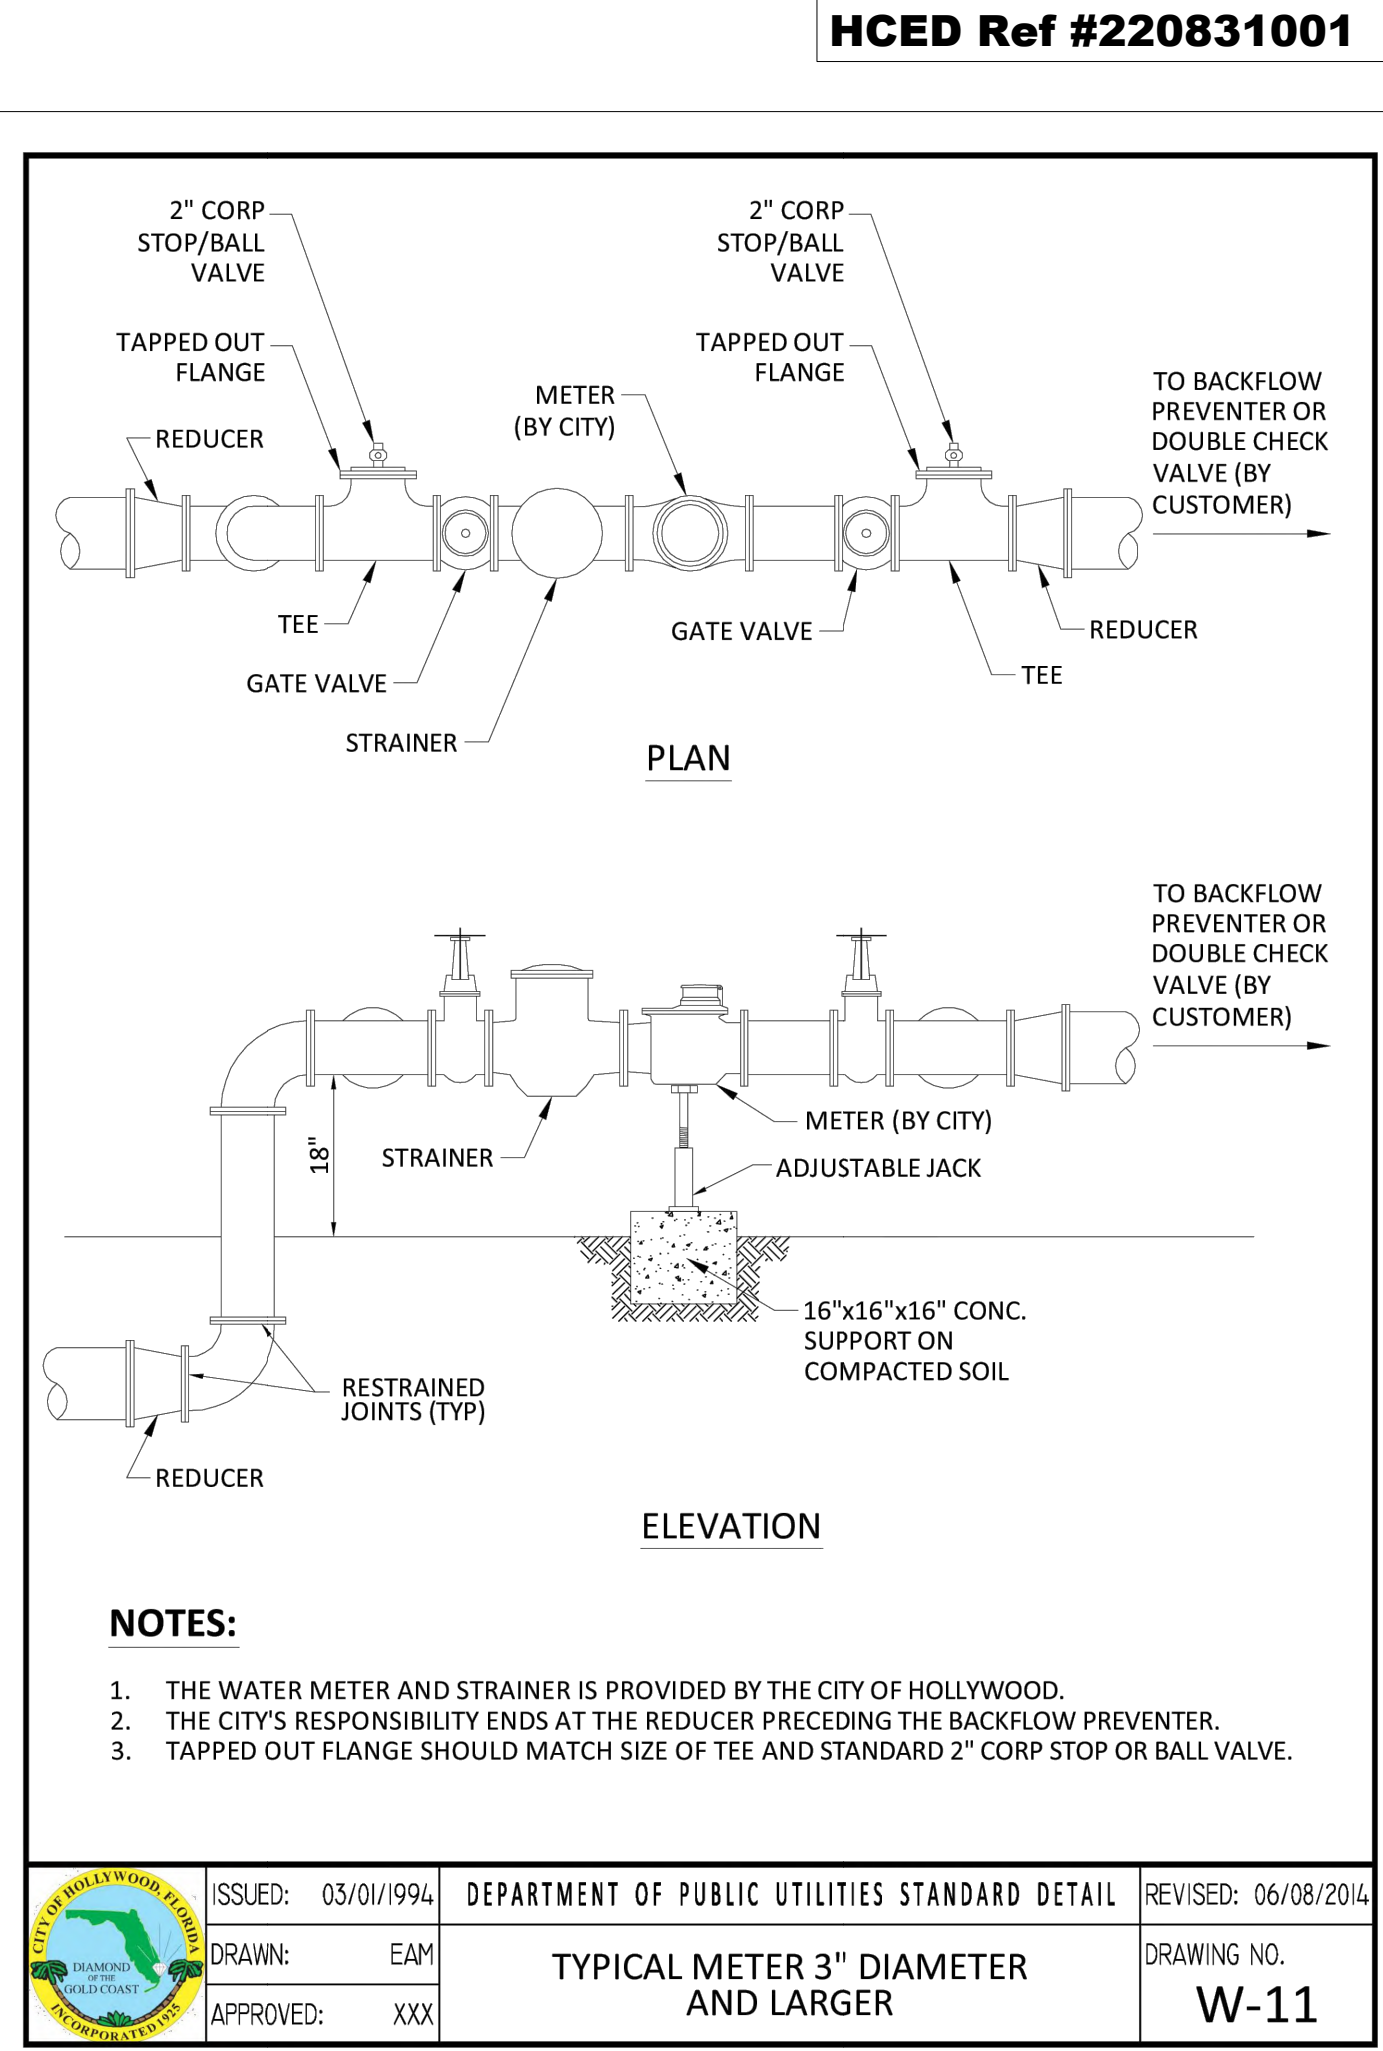 HCED Ref #220831001
2" CORP
STOP/BALL
VALVE
TAPPED OUT
FLANGE
REDUCER
METER
(BY CITY)
2" CORP
STOP/BALL
VALVE
TAPPED OUT
FLANGE
TO BACKFLOW
PREVENTER OR
DOUBLE CHECK
VALVE (BY
CUSTOMER)
TEE
GATE VALVE
STRAINER
GATE VALVE
REDUCER
TEE
PLAN
TO BACKFLOW
PREVENTER OR
DOUBLE CHECK
VALVE (BY
CUSTOMER)
18"
STRAINER
METER (BY CITY)
ADJUSTABLE JACK
16"x16"x16" CONC.
SUPPORT ON
COMPACTED SOIL
RESTRAINED
JOINTS (TYP)
REDUCER
ELEVATION
NOTES:
1. THE WATER METER AND STRAINER IS PROVIDED BY THE CITY OF HOLLYWOOD.
2. THE CITY'S RESPONSIBILITY ENDS AT THE REDUCER PRECEDING THE BACKFLOW PREVENTER.
3. TAPPED OUT FLANGE SHOULD MATCH SIZE OF TEE AND STANDARD 2" CORP STOP OR BALL VALVE.
CITY OF HOLLYWOOD, FLORIDA
DIAMOND
OF THE
GOLD COAST
INCORPORATED 1925
ISSUED: 03/01/1994
DRAWN: EAM
APPROVED: XXX
DEPARTMENT OF PUBLIC UTILITIES STANDARD DETAIL
TYPICAL METER 3" DIAMETER
AND LARGER
REVISED: 06/08/2014
DRAWING NO.
W-11